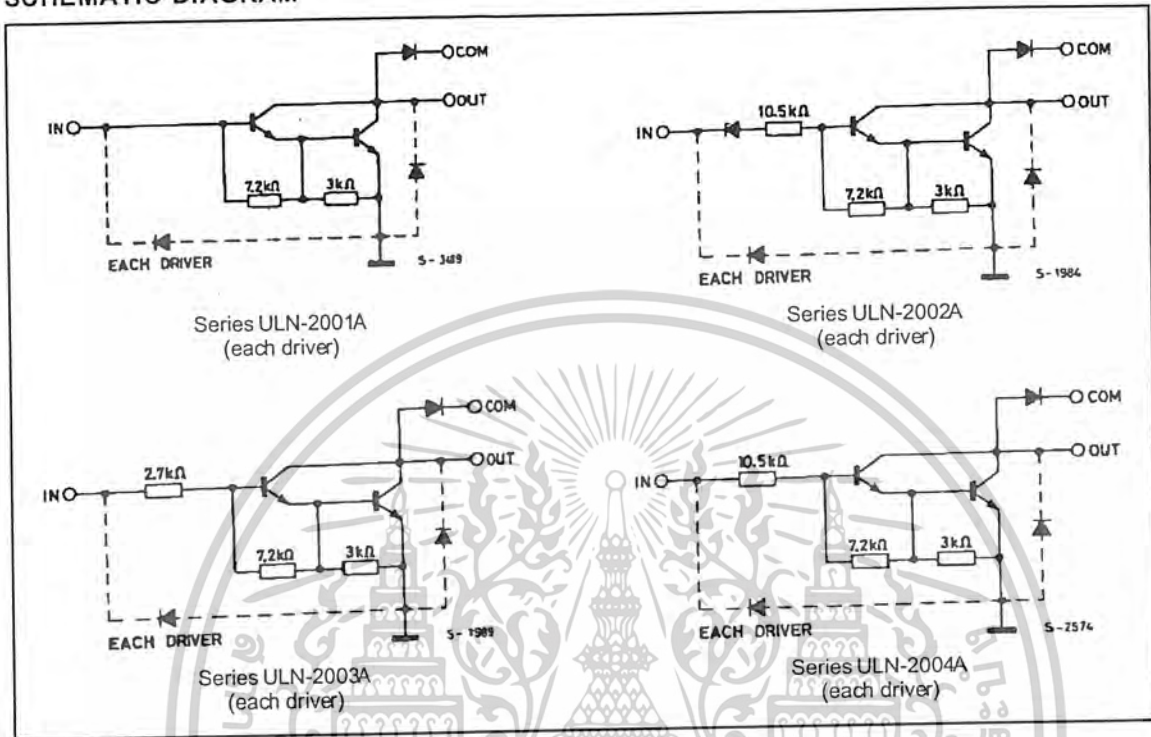 SCHEMATIC DIAGRAM
COM
OUT
IN
7.2kΩ
3kΩ
EACH DRIVER
S-3489
Series ULN-2001A
(each driver)
COM
OUT
IN
10.5kΩ
7.2kΩ
3kΩ
EACH DRIVER
S-1984
Series ULN-2002A
(each driver)
COM
OUT
IN
2.7kΩ
7.2kΩ
3kΩ
EACH DRIVER
S-1989
Series ULN-2003A
(each driver)
COM
OUT
IN
10.5kΩ
7.2kΩ
3kΩ
EACH DRIVER
S-2574
Series ULN-2004A
(each driver)